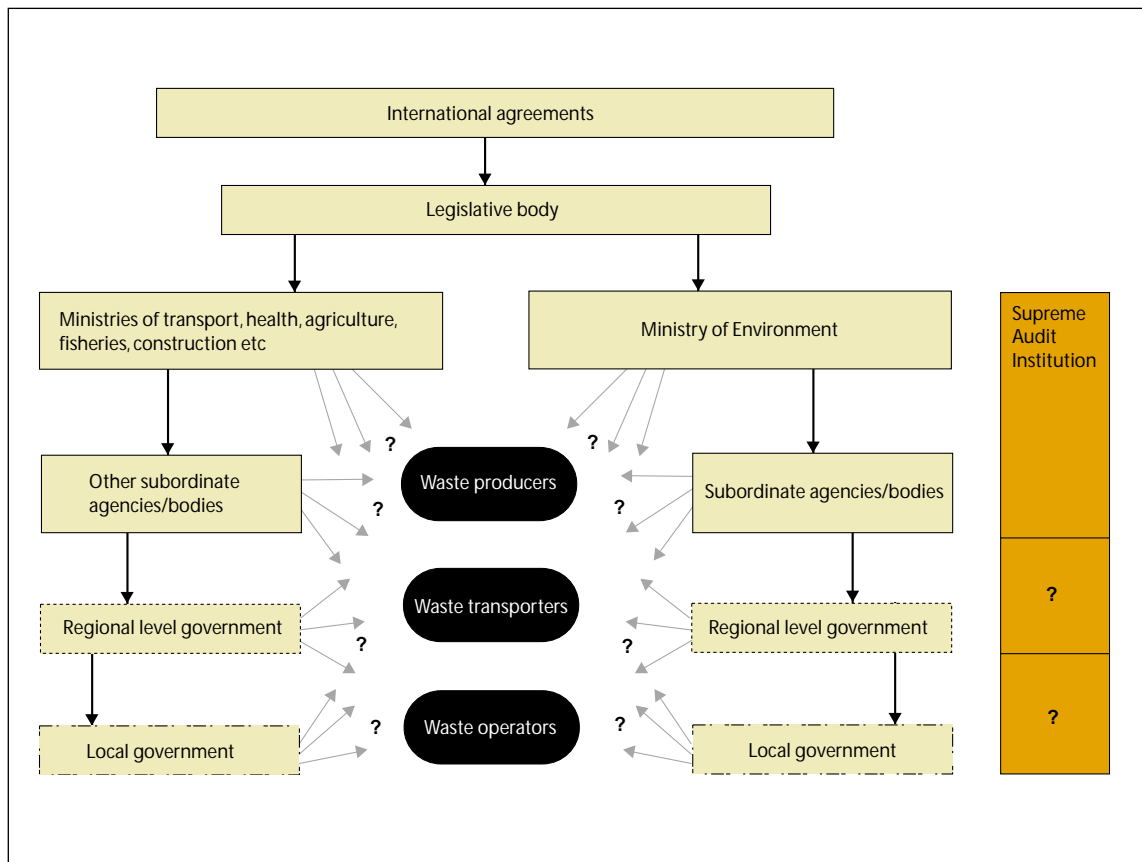 International agreements
Legislative body
Ministries of transport, health, agriculture,
fisheries, construction etc
Ministry of Environment
Supreme
Audit
Institution
?
?
Waste producers
Other subordinate
agencies/bodies
Subordinate agencies/bodies
?
?
Waste transporters
?
Regional level government
Regional level government
?
?
Waste operators
?
?
?
Local government
Local government